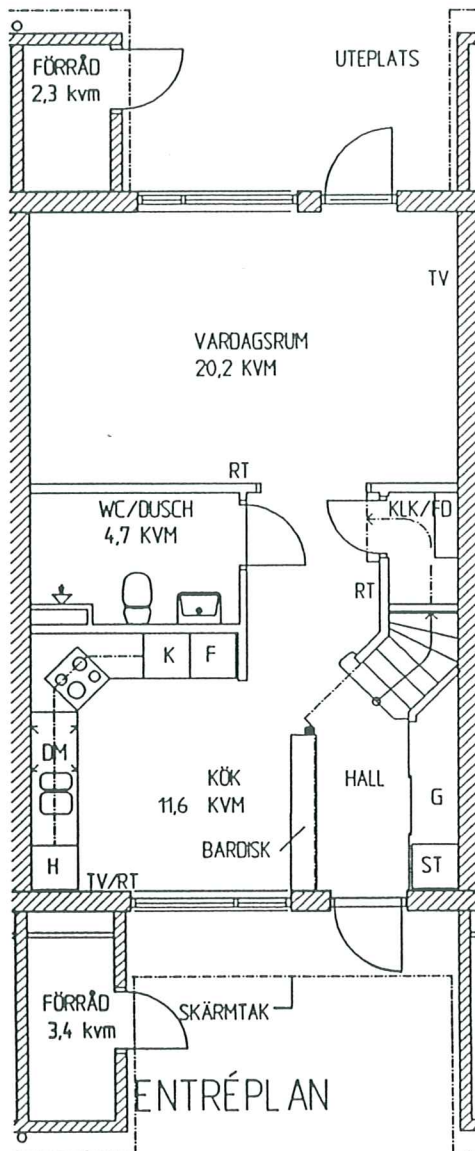 FÖRRÅD
2,3 kvm
UTEPLATS
TV
VARDAGSRUM
20,2 KVM
RT
WC/DUSCH
4,7 KVM
KLK/FD
RT
K
F
DM
KÖK
11,6 KVM
HALL
G
BARDISK
H
ST
TV/RT
FÖRRÅD
3,4 kvm
SKÄRMTAK
ENTRÉPLAN